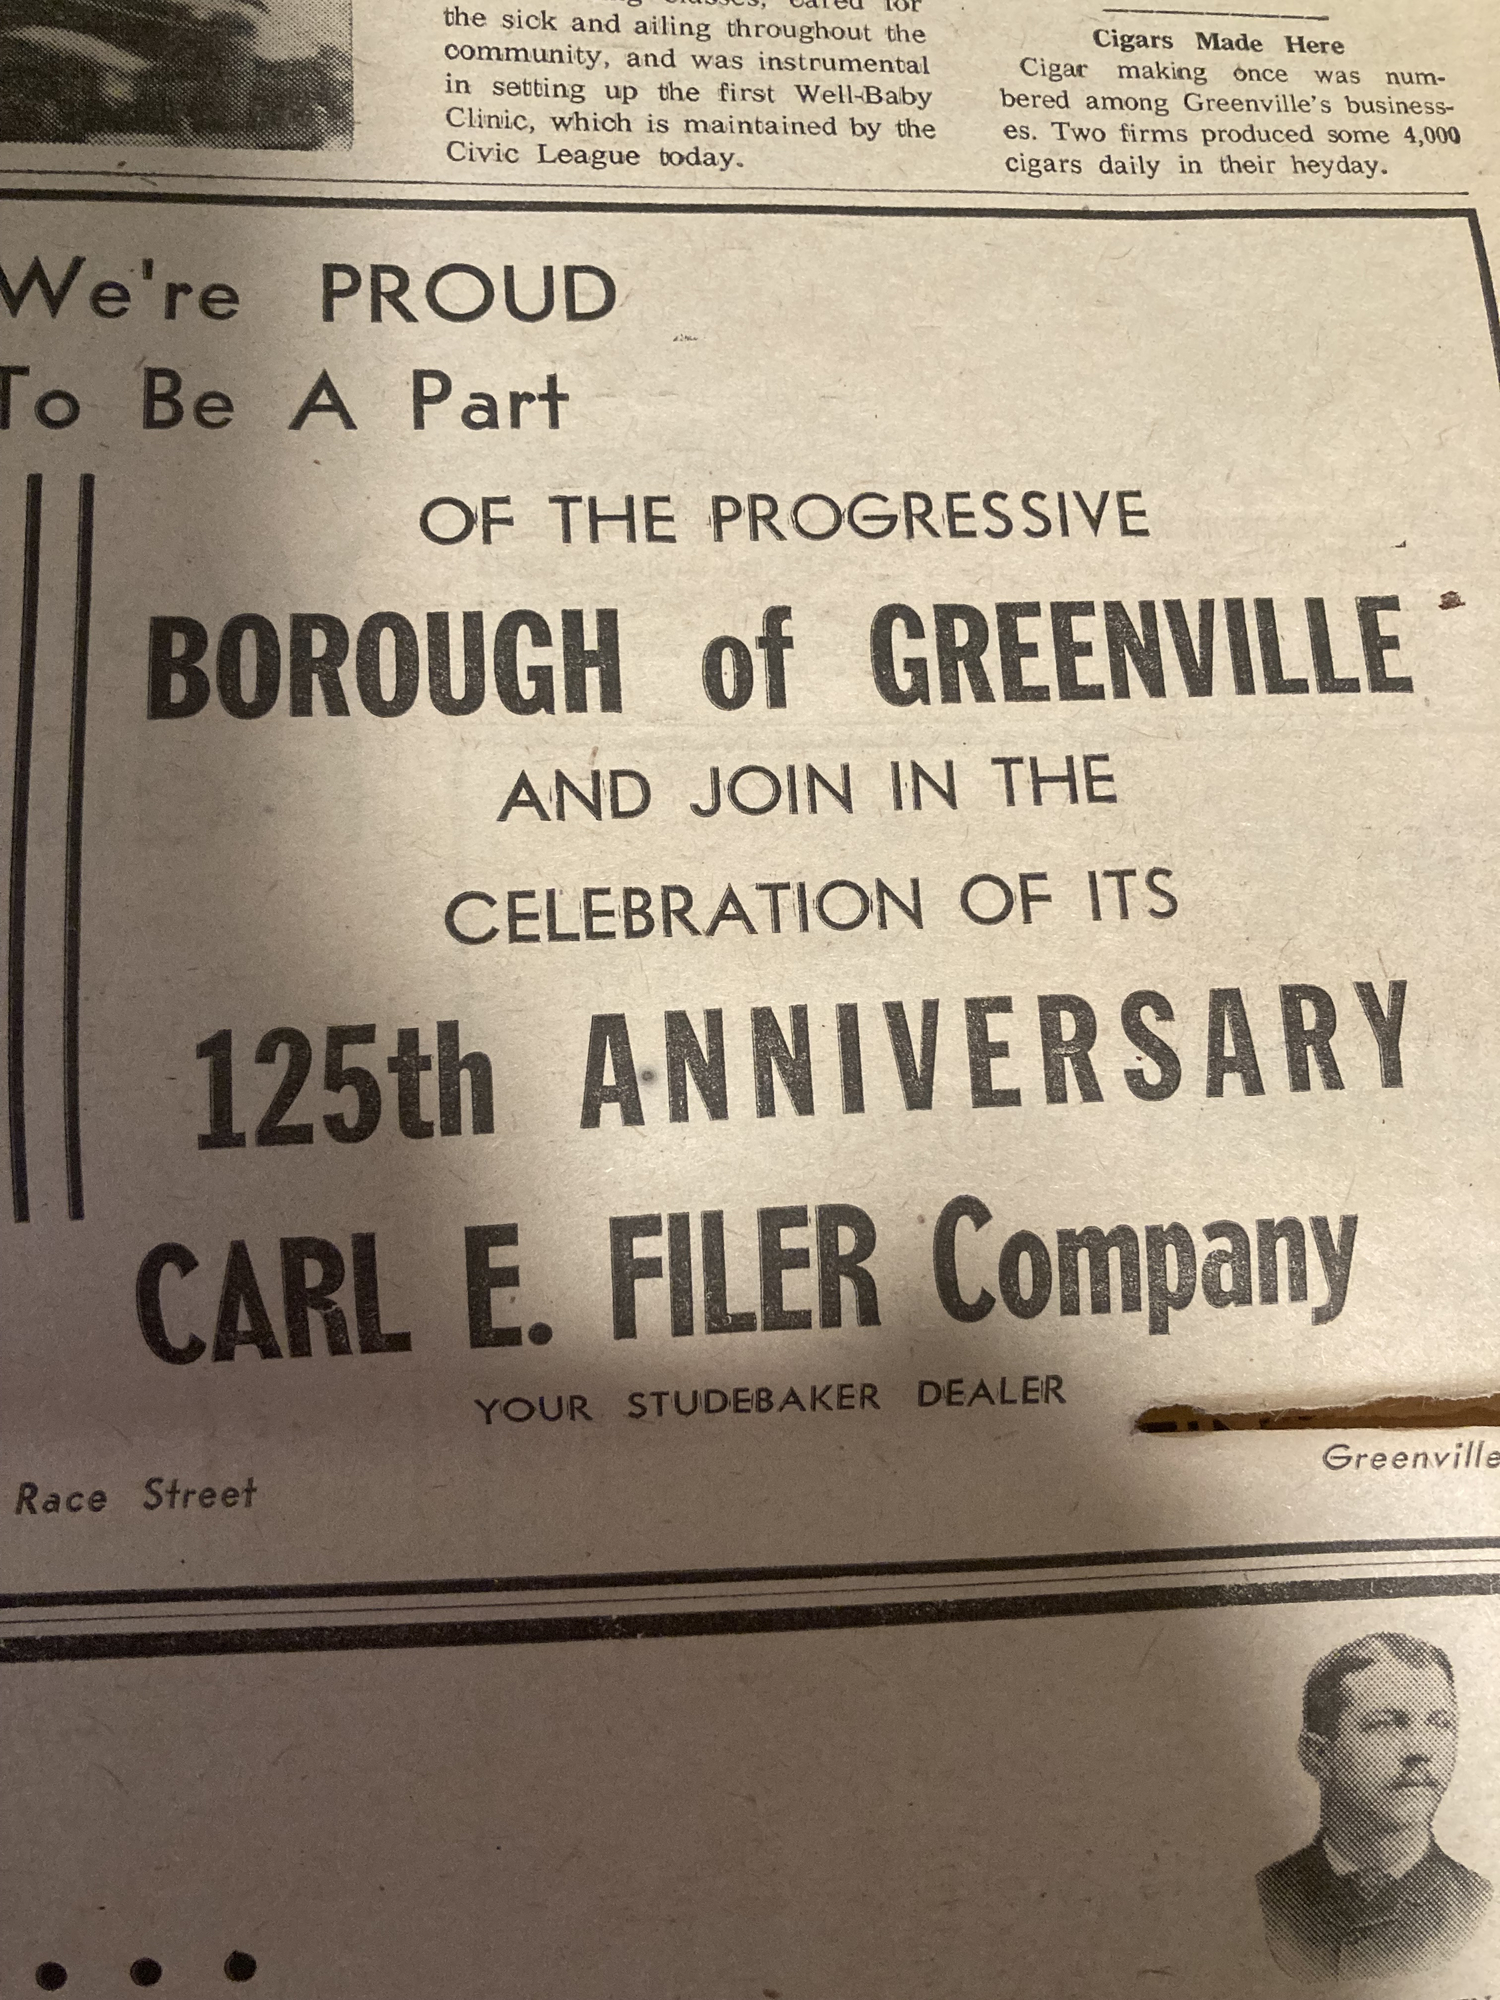 the sick and ailing throughout the
community, and was instrumental
in setting up the first Well-Baby
Clinic, which is maintained by the
Civic League today.
Cigars Made Here
Cigar making once was num-
bered among Greenville's business-
es. Two firms produced some 4,000
cigars daily in their heyday.
We're PROUD
To Be A Part
OF THE PROGRESSIVE
BOROUGH of GREENVILLE
AND JOIN IN THE
CELEBRATION OF ITS
125th ANNIVERSARY
CARL E. FILER Company
YOUR STUDEBAKER DEALER
Race Street
Greenville
. . .